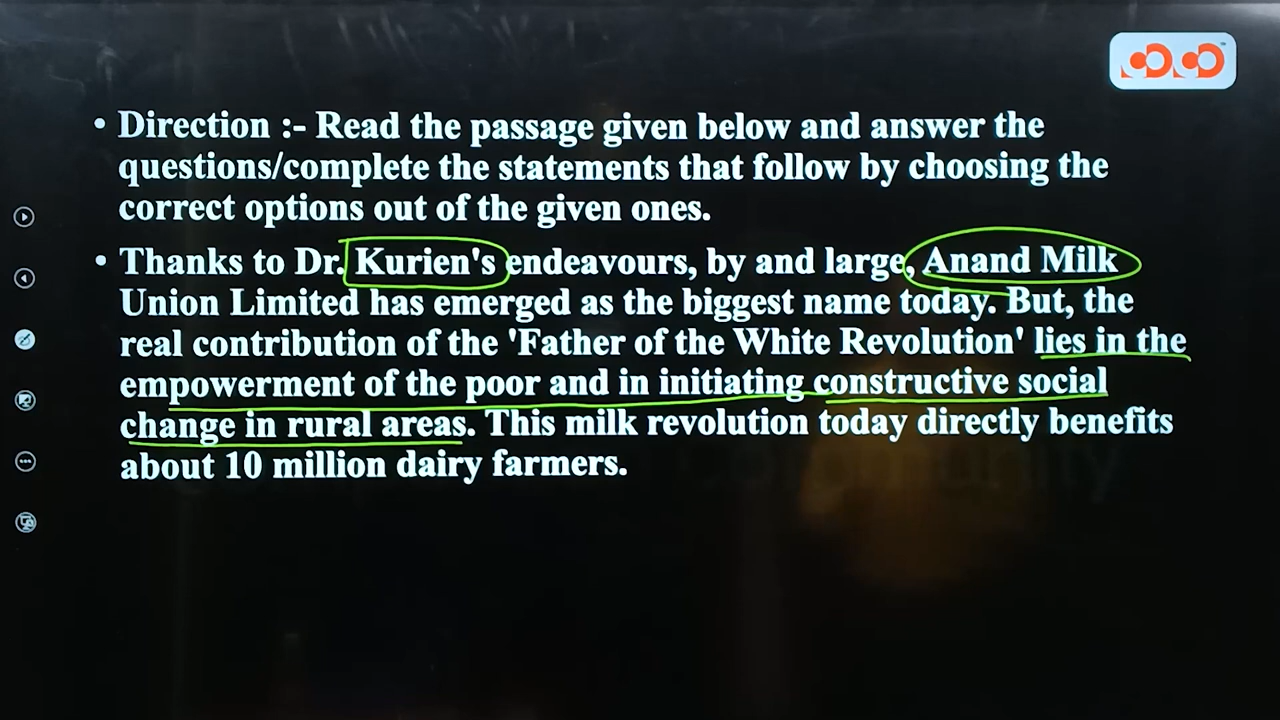 • Direction :- Read the passage given below and answer the
questions/complete the statements that follow by choosing the
correct options out of the given ones.
• Thanks to Dr. Kurien's endeavours, by and large, Anand Milk
Union Limited has emerged as the biggest name today. But, the
real contribution of the 'Father of the White Revolution' lies in the
empowerment of the poor and in initiating constructive social
change in rural areas. This milk revolution today directly benefits
about 10 million dairy farmers.